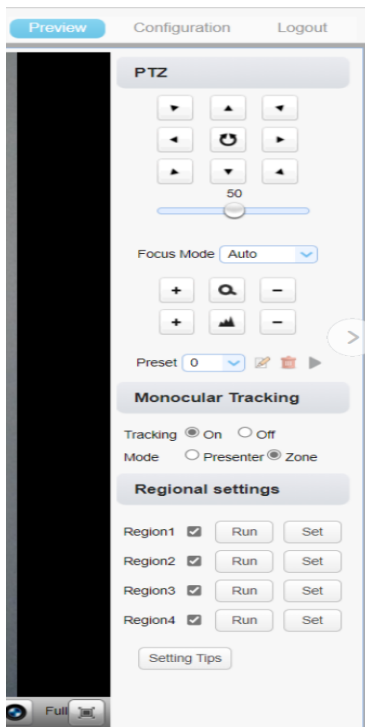 Preview Configuration Logout
PTZ
50
Focus Mode Auto
+ −
+ −
Preset 0
Monocular Tracking
Tracking On Off
Mode Presenter Zone
Regional settings
Region1 Run Set
Region2 Run Set
Region3 Run Set
Region4 Run Set
Setting Tips
Full